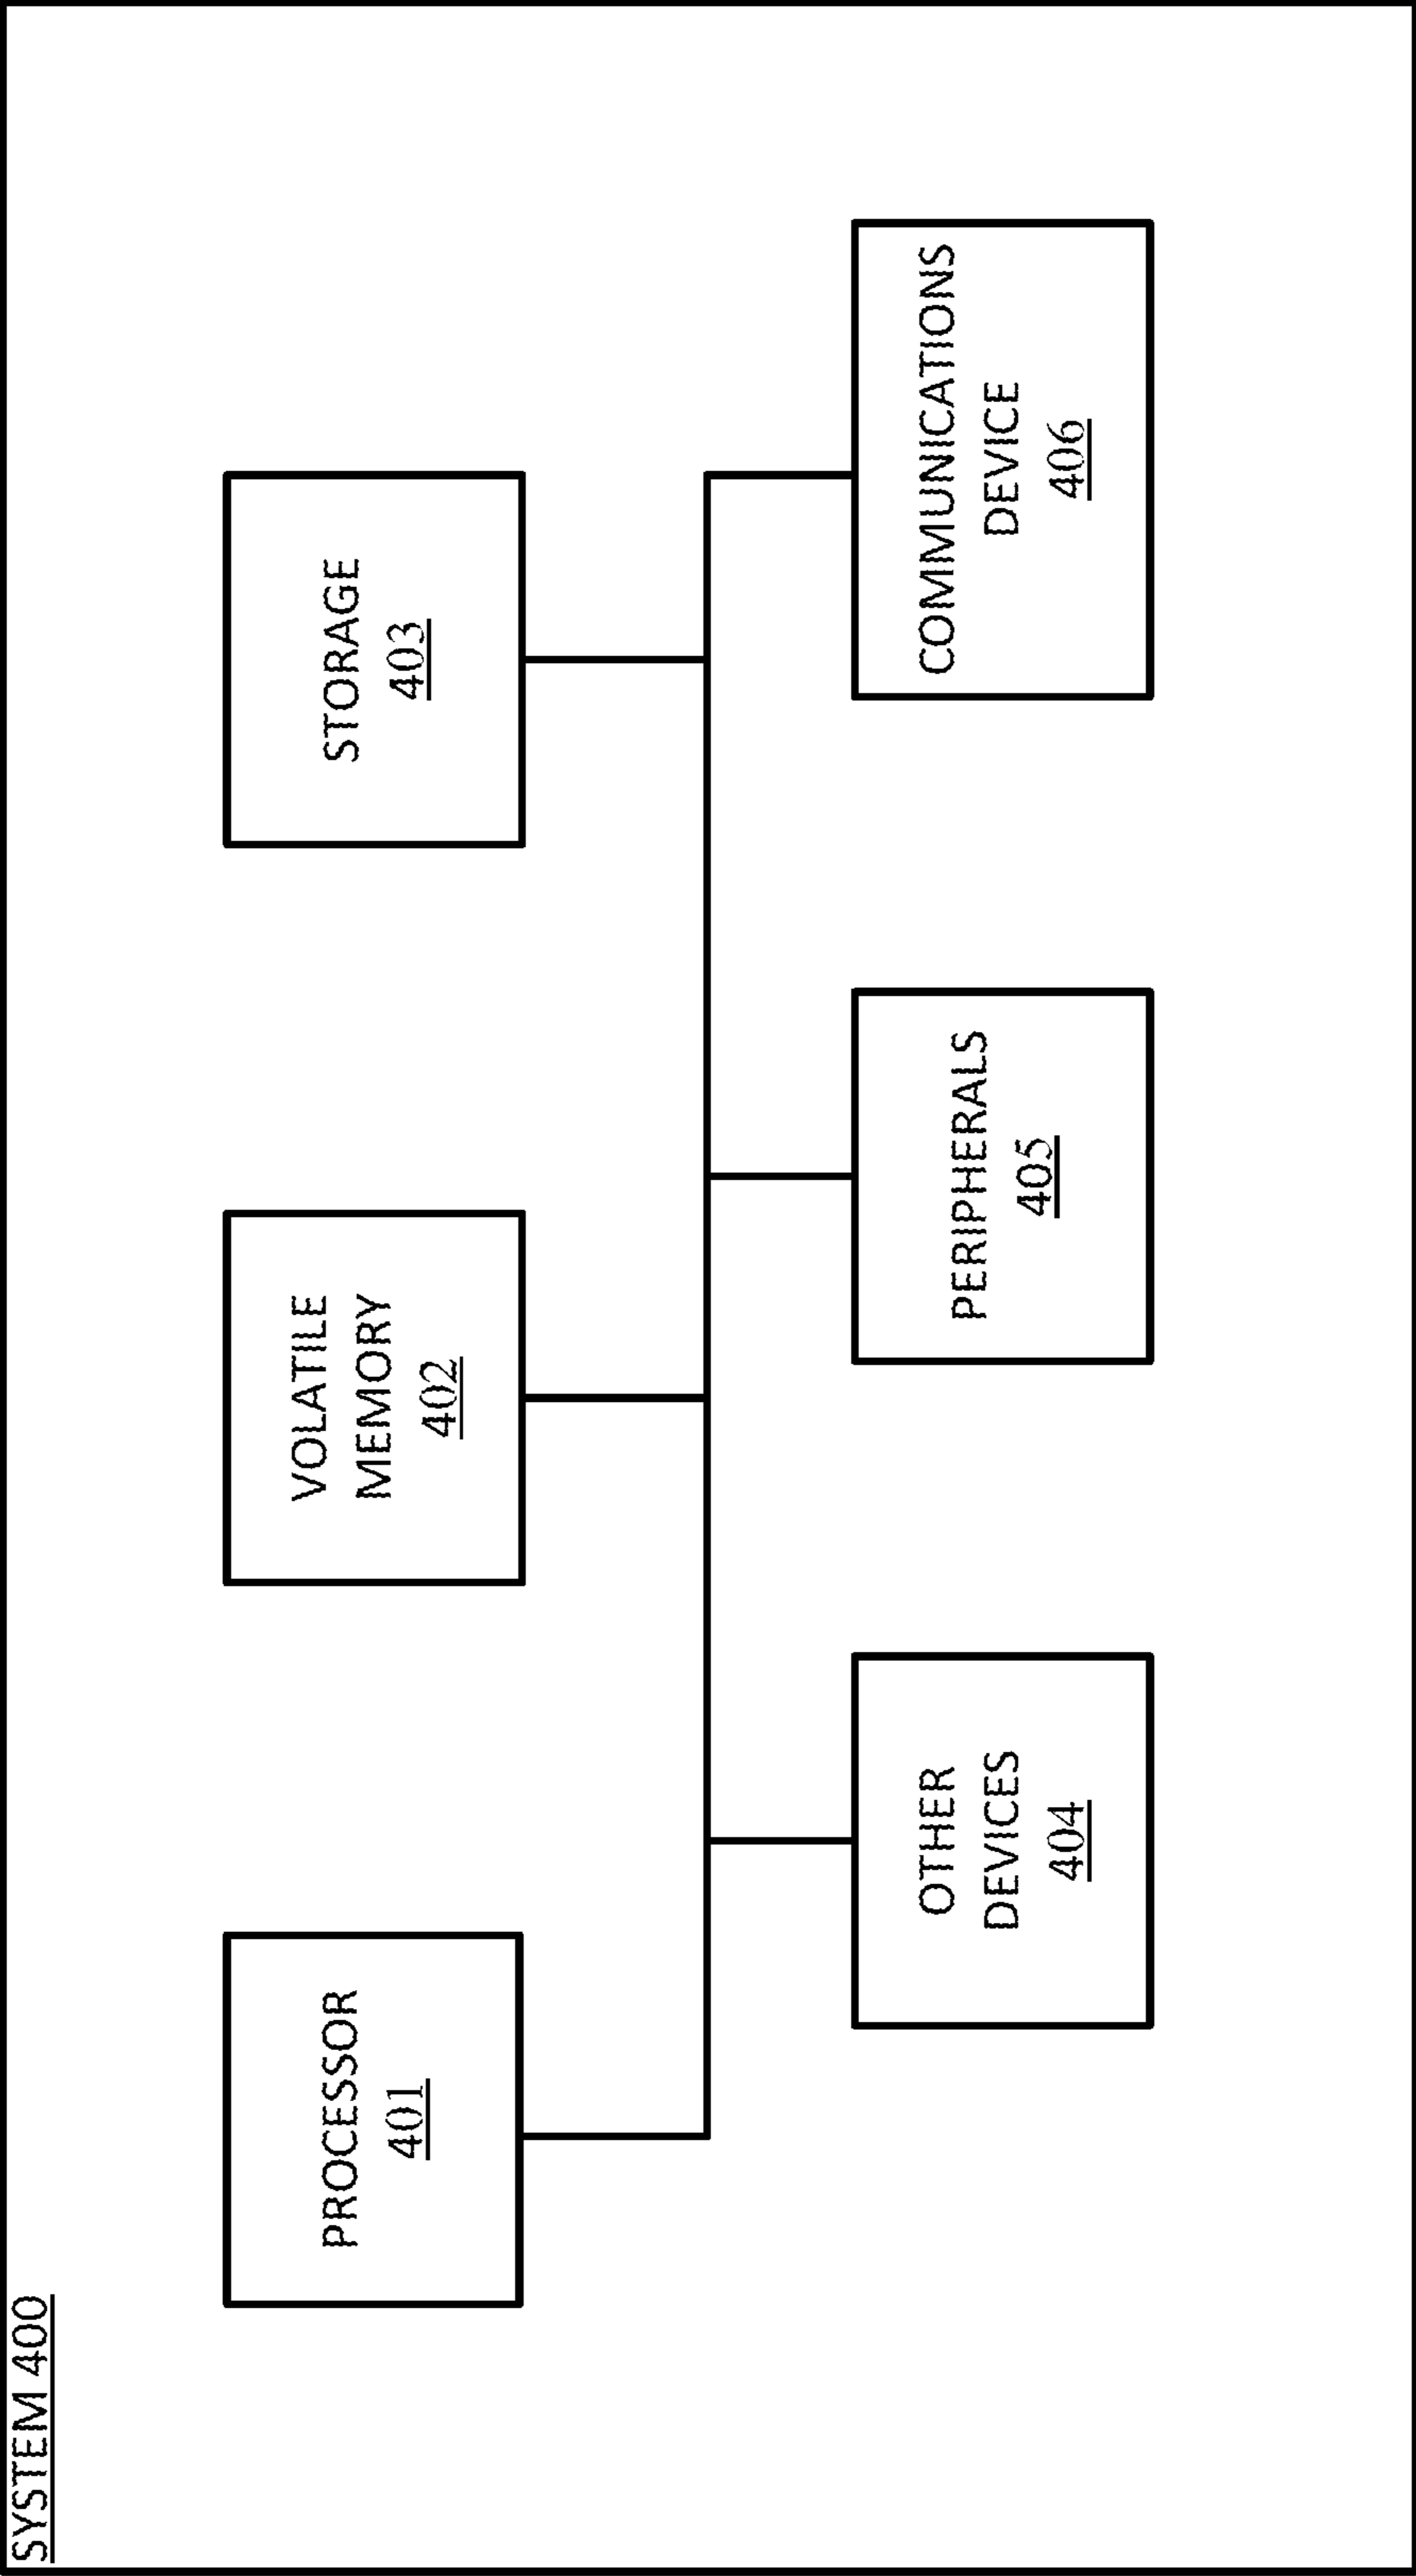 SYSTEM 400
PROCESSOR
401
VOLATILE
MEMORY
402
STORAGE
403
OTHER
DEVICES
404
PERIPHERALS
405
COMMUNICATIONS
DEVICE
406